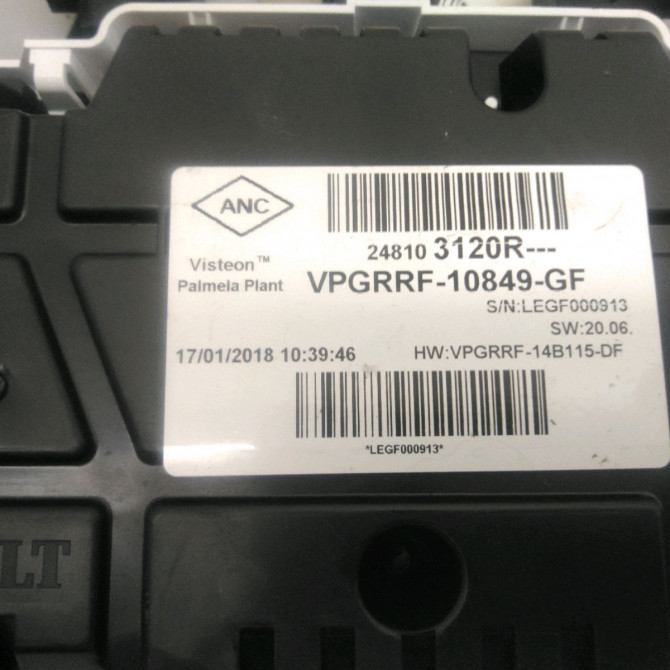 ANC
24810 3120R---
Visteon™
Palmela Plant
VPGRRF-10849-GF
S/N:LEGF000913
SW:20.06.
17/01/2018 10:39:46
HW:VPGRRF-14B115-DF
*LEGF000913*
LT